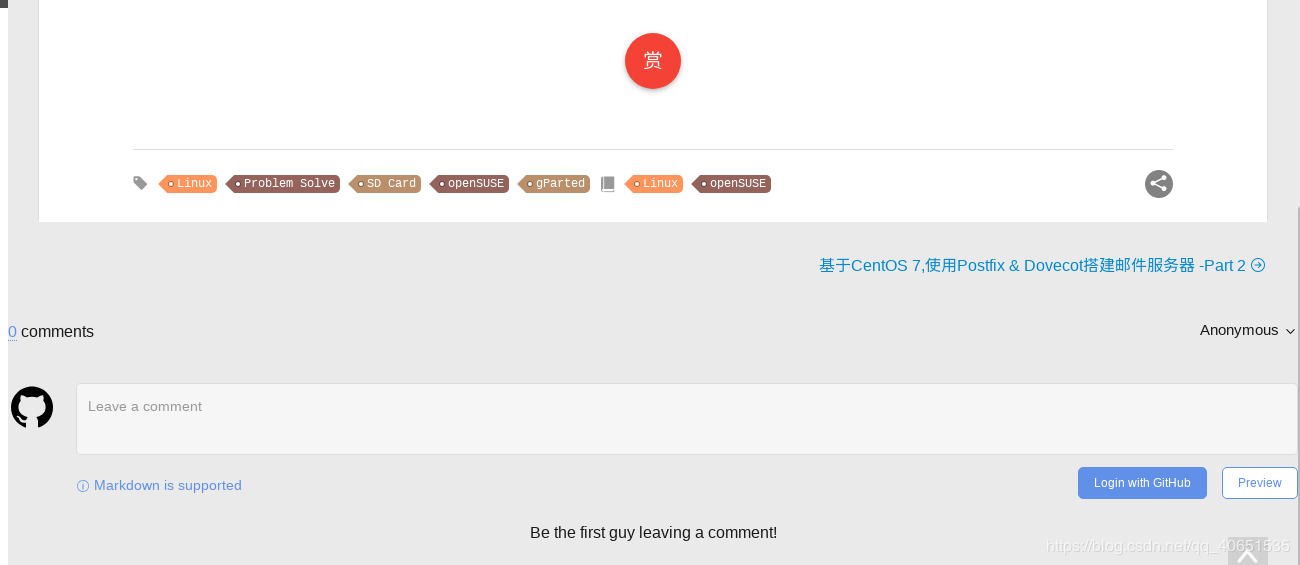 赏
Linux Problem Solve SD Card openSUSE gParted Linux openSUSE
基于CentOS 7,使用Postfix & Dovecot搭建邮件服务器 -Part 2
0 comments
Anonymous
Leave a comment
Markdown is supported
Login with GitHub
Preview
Be the first guy leaving a comment!
https://blog.csdn.net/qq_40651535